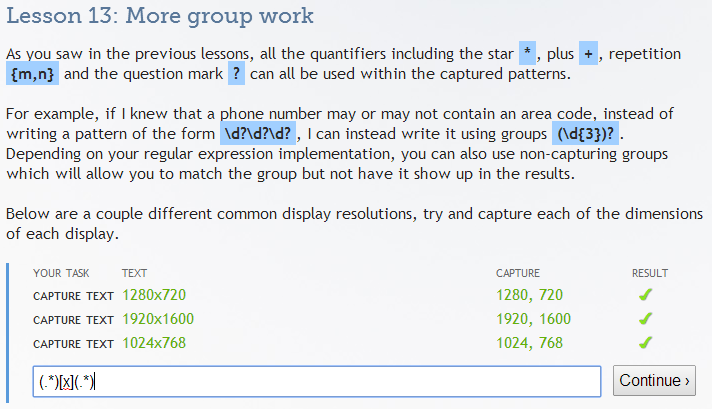 Lesson 13: More group work
As you saw in the previous lessons, all the quantifiers including the star * , plus + , repetition
{m,n} and the question mark ? can all be used within the captured patterns.
For example, if I knew that a phone number may or may not contain an area code, instead of
writing a pattern of the form \d?\d?\d? , I can instead write it using groups (\d{3})? .
Depending on your regular expression implementation, you can also use non-capturing groups
which will allow you to match the group but not have it show up in the results.
Below are a couple different common display resolutions, try and capture each of the dimensions
of each display.
YOUR TASK TEXT CAPTURE RESULT
CAPTURE TEXT 1280x720 1280, 720 ✓
CAPTURE TEXT 1920x1600 1920, 1600 ✓
CAPTURE TEXT 1024x768 1024, 768 ✓
(.*)[x](.*) Continue ›